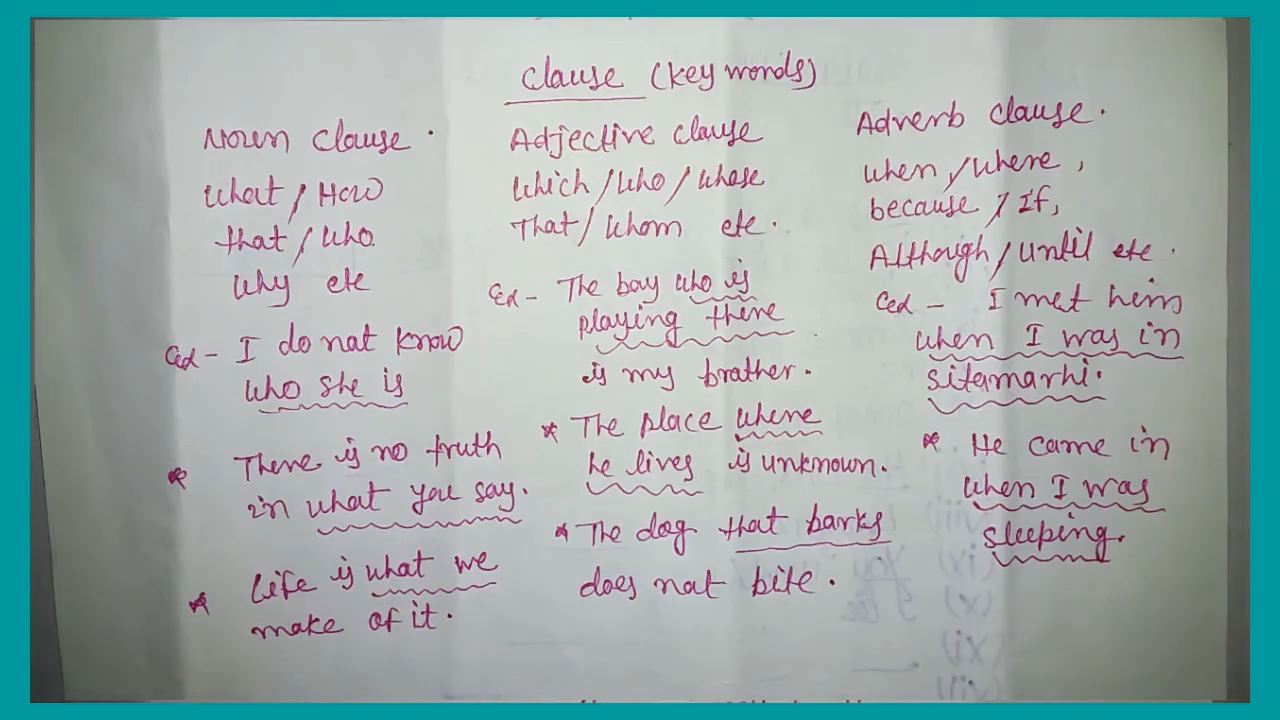 Clause (key words)
Noun clause.
what / How
that / who
why etc
Ex - I do not know
who she is
* There is no truth
in what you say.
* Life is what we
make of it.
Adjective clause
which / who / whose
That / whom etc.
Ex - The boy who is
playing there
is my brother.
* The place where
he lives is unknown.
* The dog that barks
does not bite.
Adverb clause.
when / where,
because / If,
Although / until etc.
Ex - I met him
when I was in
sitamarhi.
* He came in
when I was
sleeping.